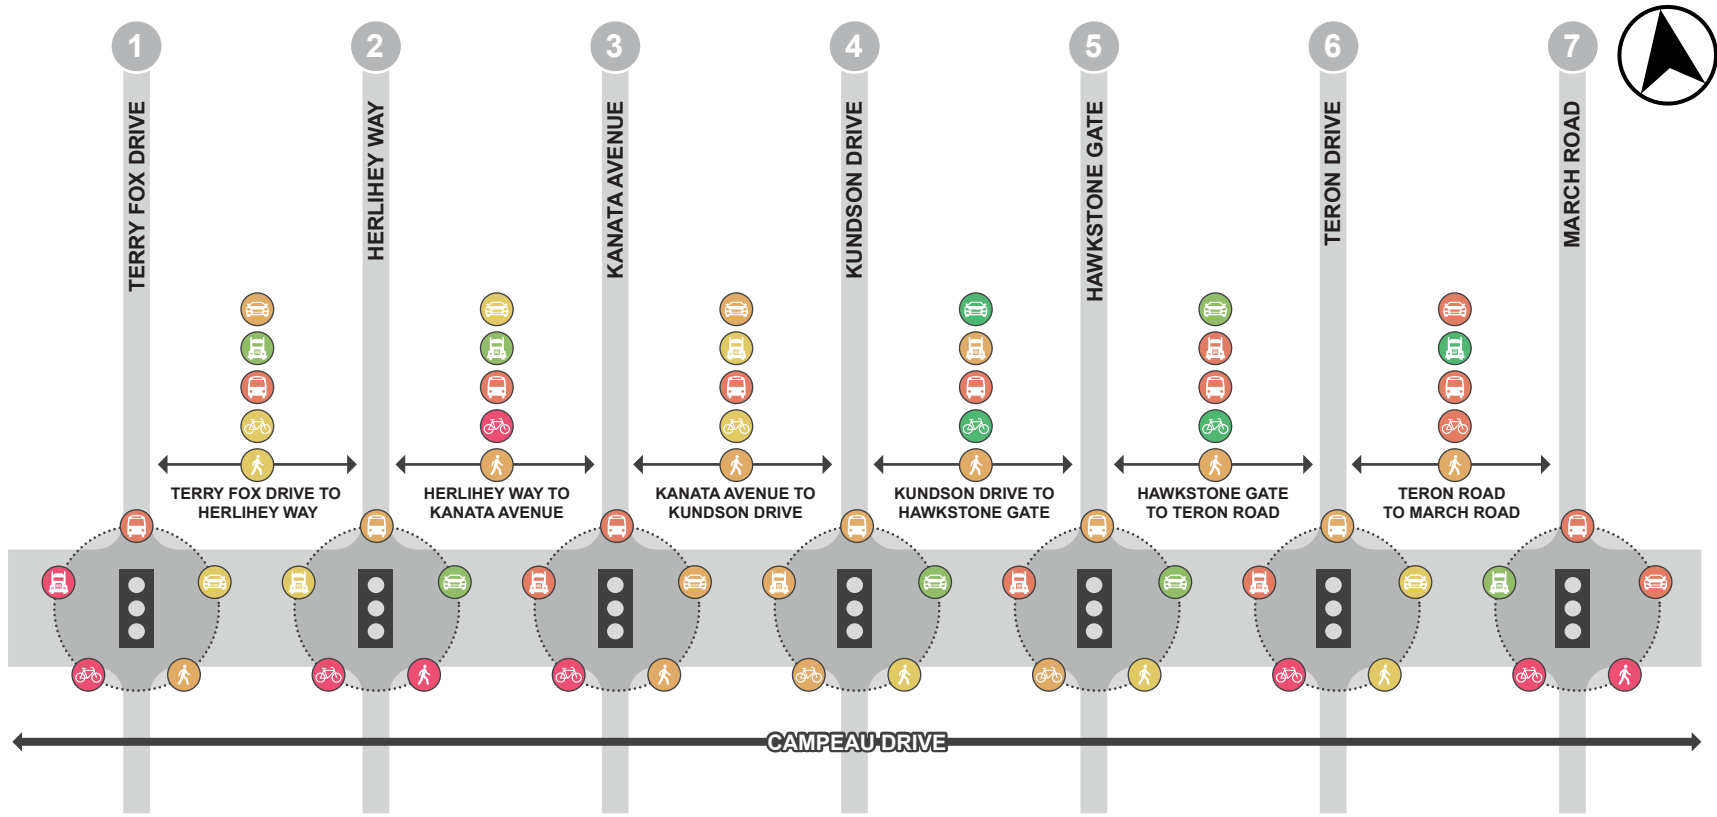 1
2
3
4
5
6
7
TERRY FOX DRIVE
HERLIHEY WAY
KANATA AVENUE
KUNDSON DRIVE
HAWKSTONE GATE
TERON DRIVE
MARCH ROAD
TERRY FOX DRIVE TO
HERLIHEY WAY
HERLIHEY WAY TO
KANATA AVENUE
KANATA AVENUE TO
KUNDSON DRIVE
KUNDSON DRIVE TO
HAWKSTONE GATE
HAWKSTONE GATE
TO TERON ROAD
TERON ROAD
TO MARCH ROAD
CAMPEAU DRIVE